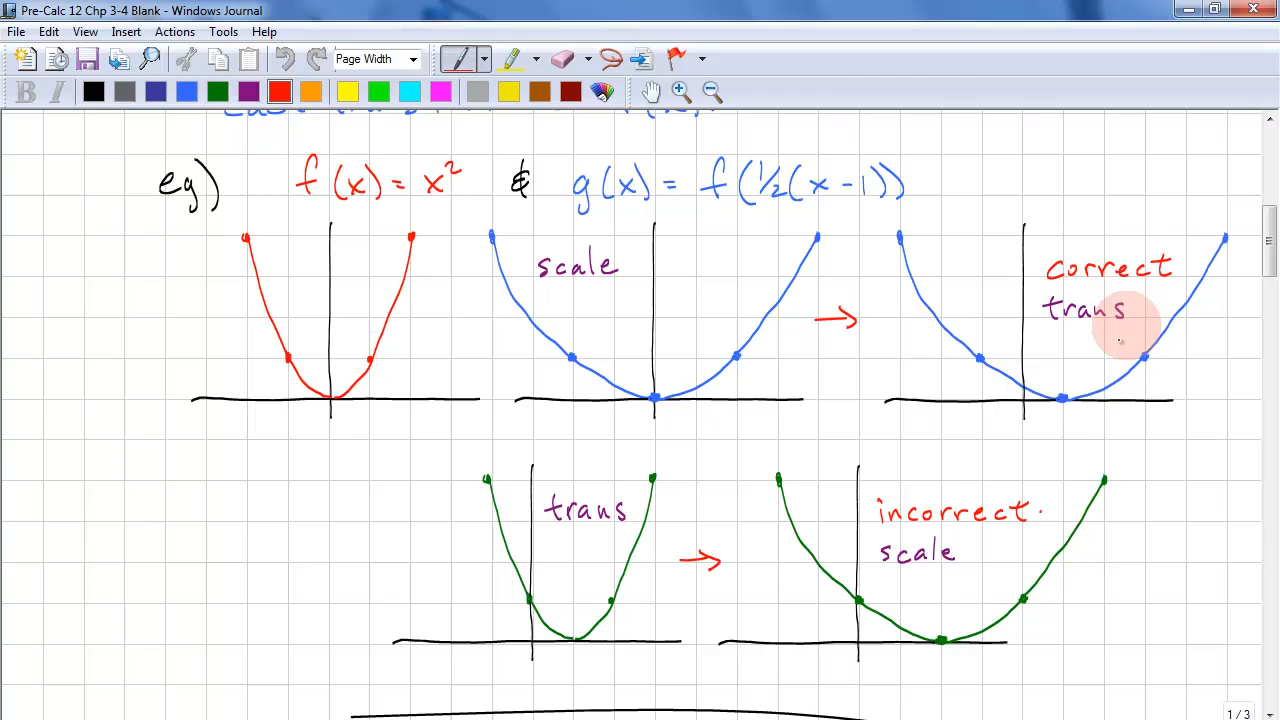 Pre-Calc 12 Chp 3-4 Blank - Windows Journal
File Edit View Insert Actions Tools Help
Page Width
B I
eg) f(x) = x² & g(x) = f(½(x-1))
scale
correct
trans
trans
incorrect.
scale
1 / 3